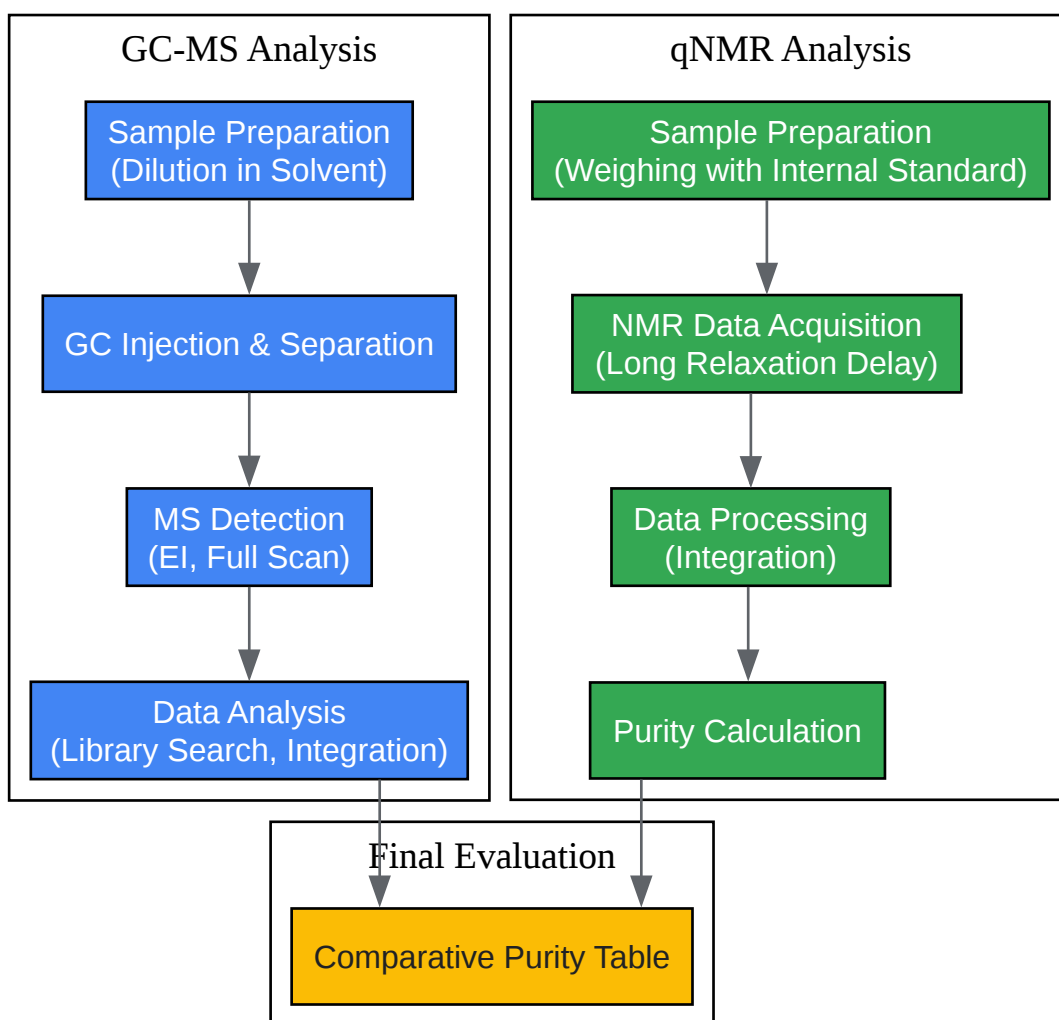 GC-MS Analysis
Sample Preparation
(Dilution in Solvent)
GC Injection & Separation
MS Detection
(EI, Full Scan)
Data Analysis
(Library Search, Integration)
qNMR Analysis
Sample Preparation
(Weighing with Internal Standard)
NMR Data Acquisition
(Long Relaxation Delay)
Data Processing
(Integration)
Purity Calculation
Final Evaluation
Comparative Purity Table